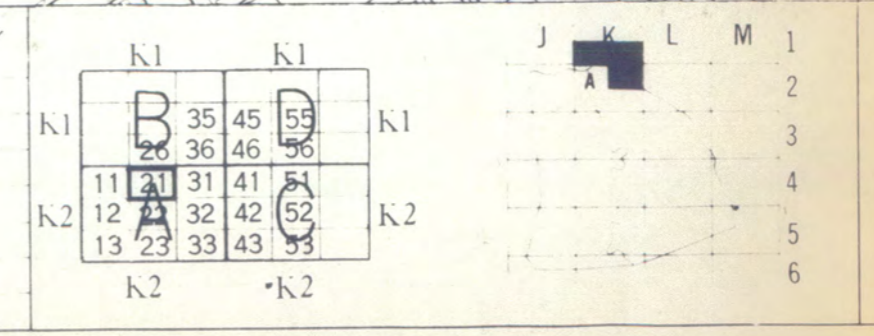 K1 K1
B D
K1 35 45 55 K1
26 36 46 56
11 21 31 41 51
A C
K2 12 22 32 42 52 K2
13 23 33 43 53
K2 K2
J K L M
1
A
2
3
4
5
6